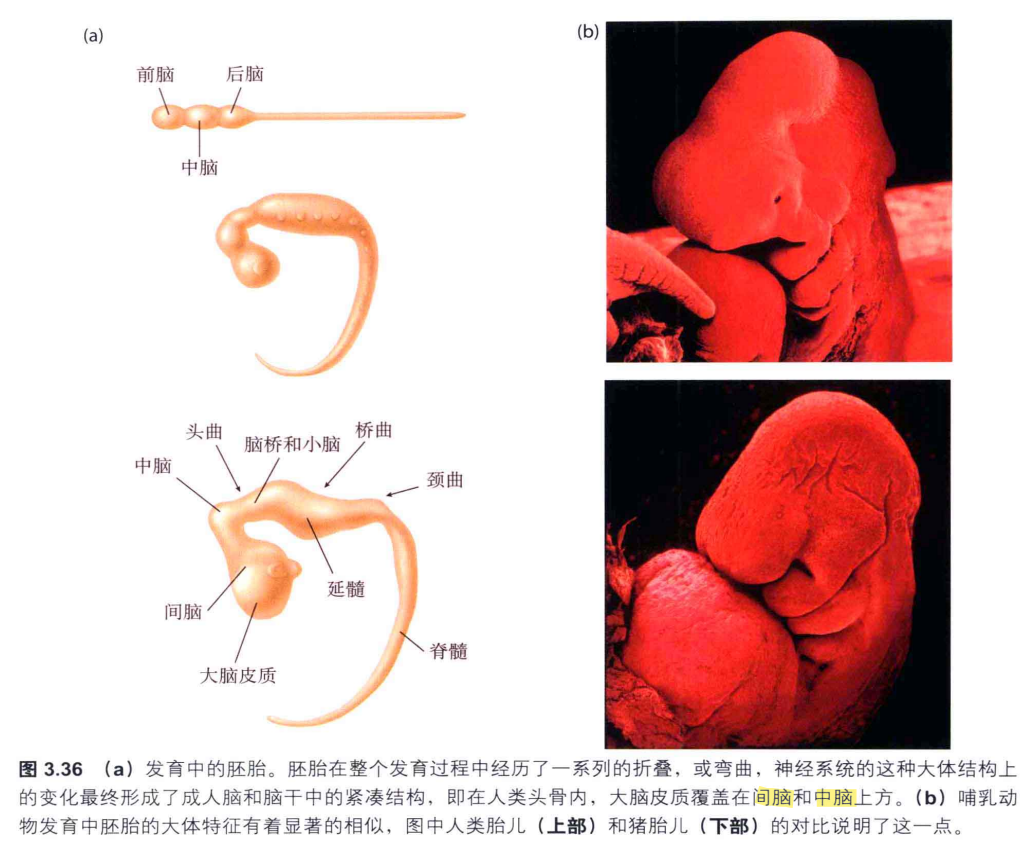 (a)
(b)
前脑
后脑
中脑
头曲
脑桥和小脑
桥曲
中脑
颈曲
延髓
间脑
脊髓
大脑皮质
图 3.36 （a）发育中的胚胎。胚胎在整个发育过程中经历了一系列的折叠，或弯曲，神经系统的这种大体结构上
的变化最终形成了成人脑和脑干中的紧凑结构，即在人类头骨内，大脑皮质覆盖在间脑和中脑上方。（b）哺乳动
物发育中胚胎的大体特征有着显著的相似，图中人类胎儿（上部）和猪胎儿（下部）的对比说明了这一点。